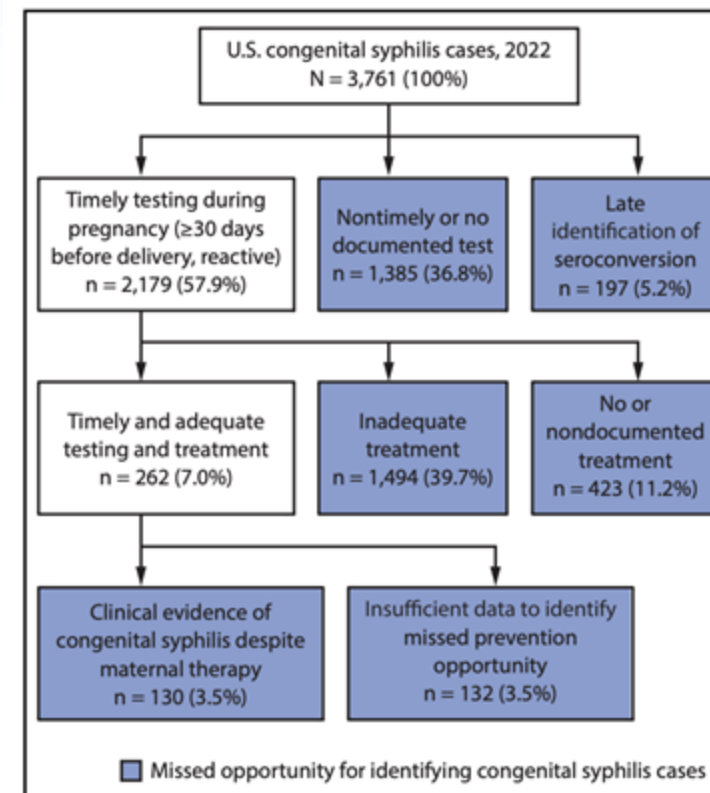 U.S. congenital syphilis cases, 2022
N = 3,761 (100%)
Timely testing during
pregnancy (≥30 days
before delivery, reactive)
n = 2,179 (57.9%)
Nontimely or no
documented test
n = 1,385 (36.8%)
Late
identification of
seroconversion
n = 197 (5.2%)
Timely and adequate
testing and treatment
n = 262 (7.0%)
Inadequate
treatment
n = 1,494 (39.7%)
No or
nondocumented
treatment
n = 423 (11.2%)
Clinical evidence of
congenital syphilis despite
maternal therapy
n = 130 (3.5%)
Insufficient data to identify
missed prevention
opportunity
n = 132 (3.5%)
Missed opportunity for identifying congenital syphilis cases